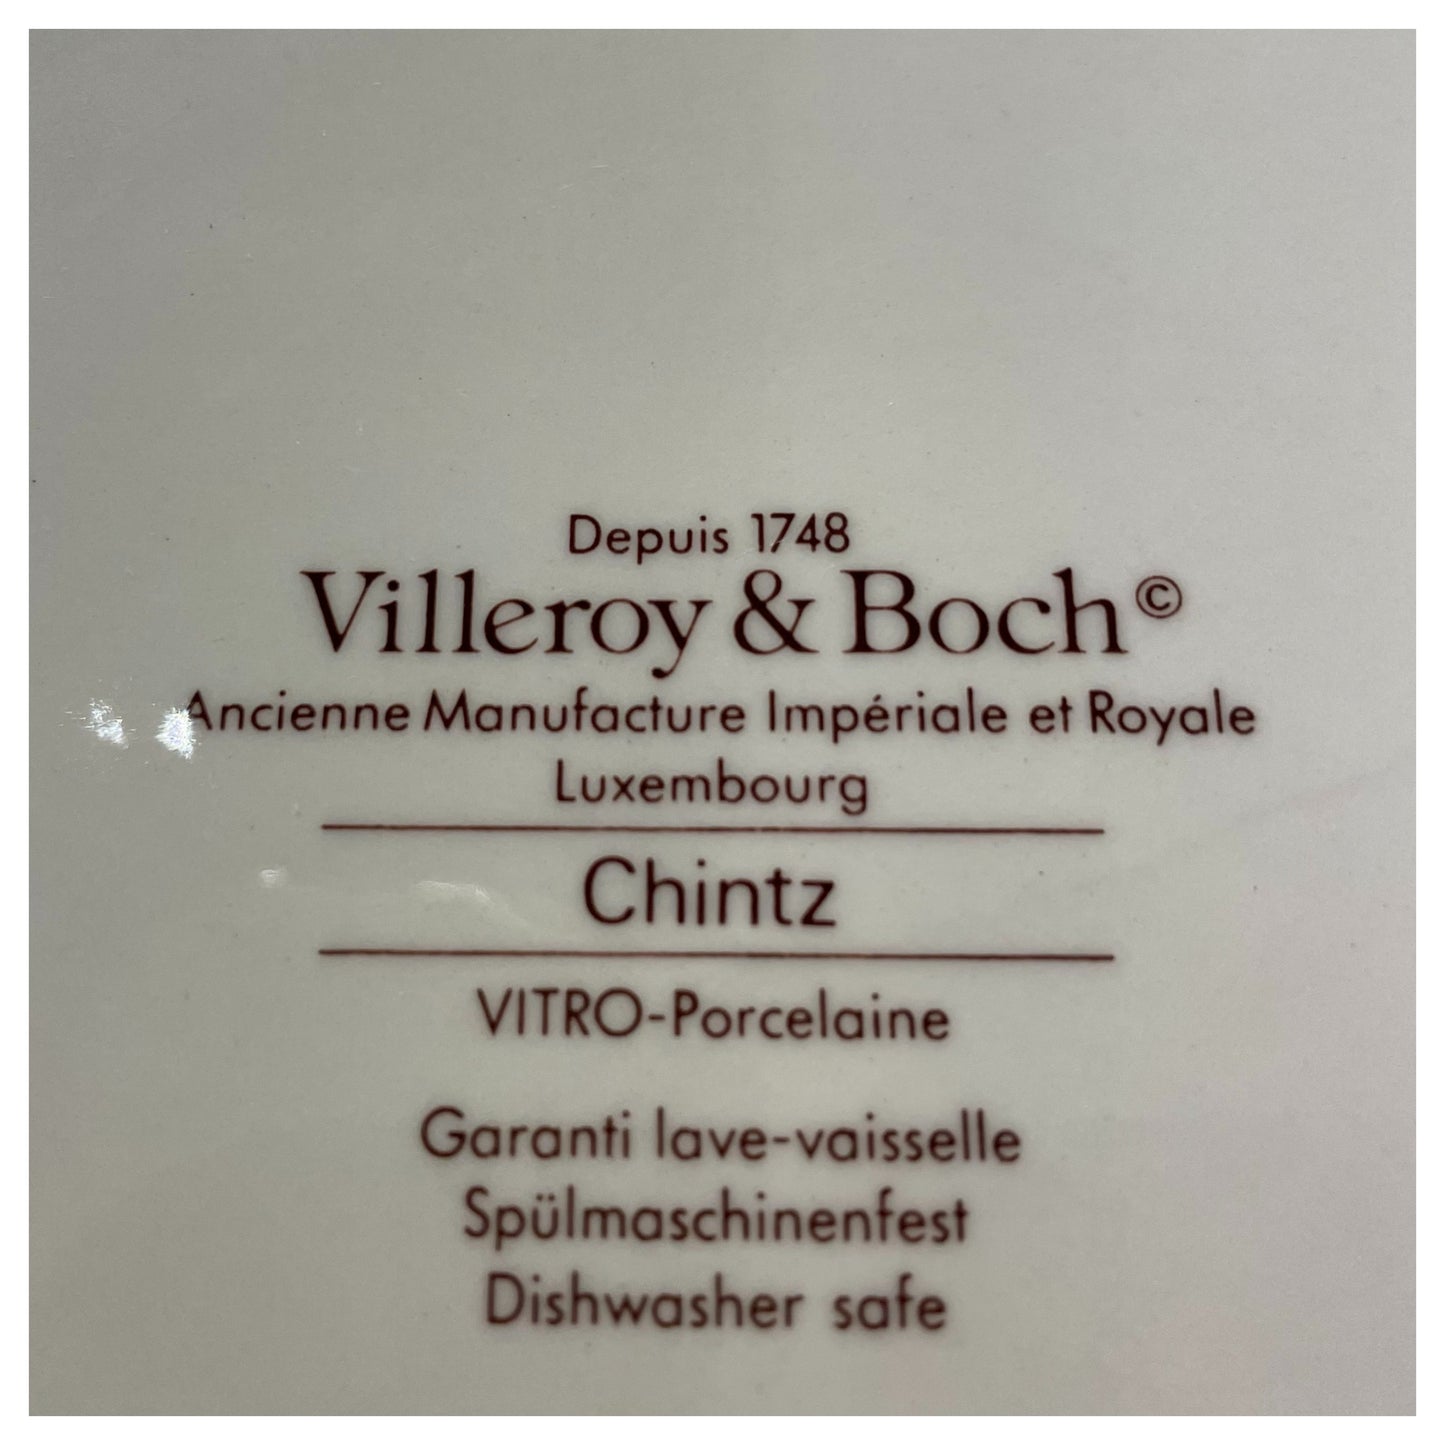 Depuis 1748
Villeroy & Boch©
Ancienne Manufacture Impériale et Royale
Luxembourg
Chintz
VITRO-Porcelaine
Garanti lave-vaisselle
Spülmaschinenfest
Dishwasher safe